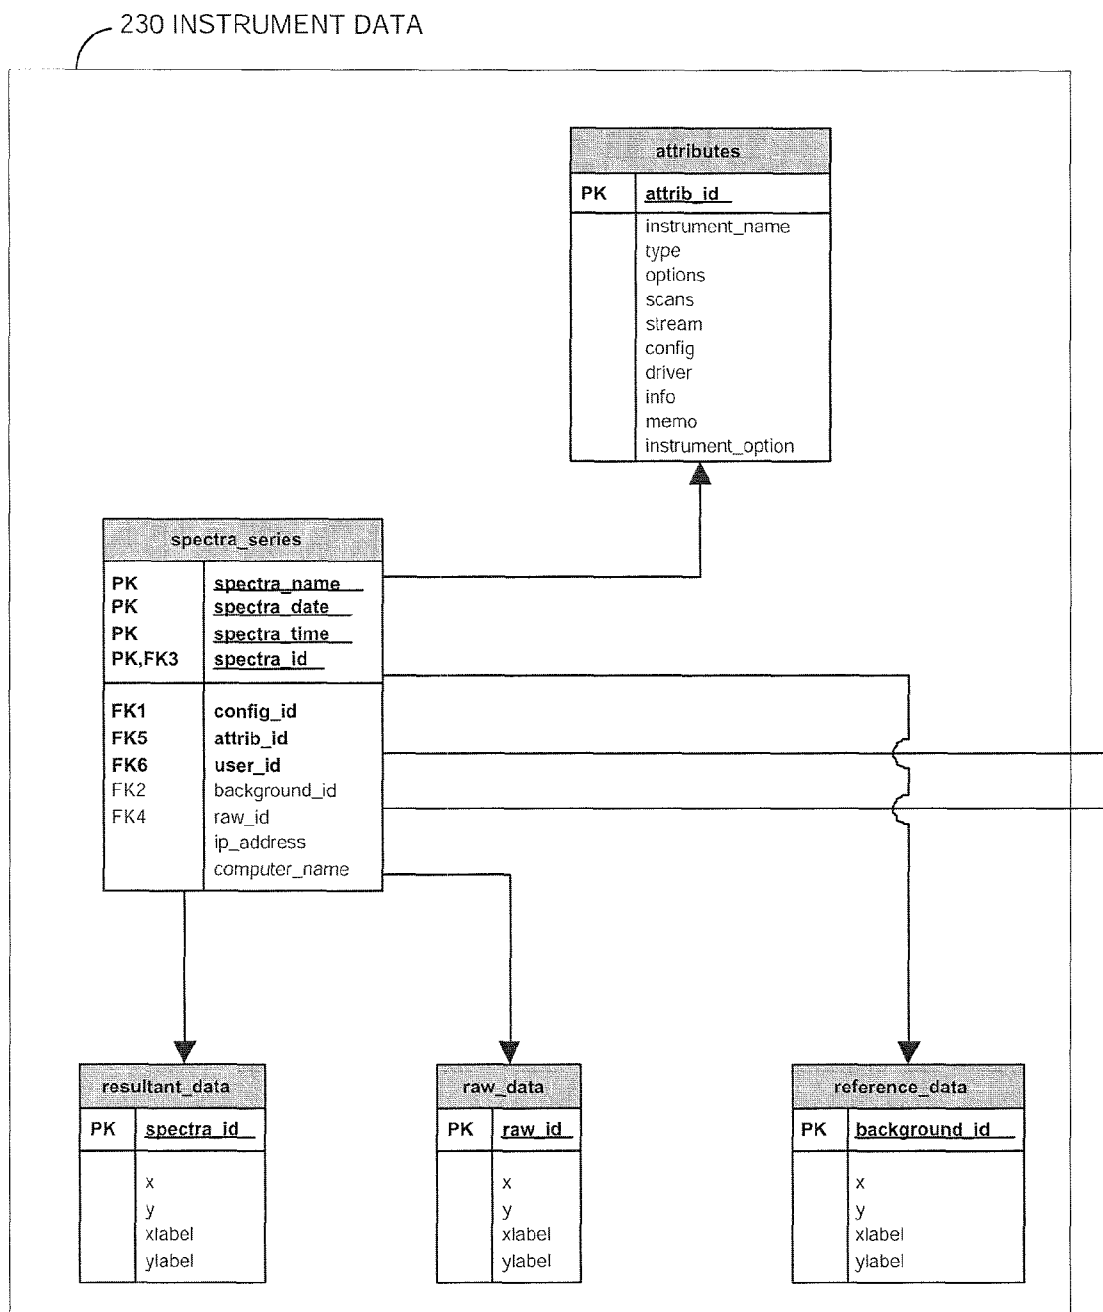 230 INSTRUMENT DATA
attributes
PK attrib_id
instrument_name
type
options
scans
stream
config
driver
info
memo
instrument_option
spectra_series
PK spectra_name
PK spectra_date
PK spectra_time
PK,FK3 spectra_id
FK1 config_id
FK5 attrib_id
FK6 user_id
FK2 background_id
FK4 raw_id
ip_address
computer_name
resultant_data
PK spectra_id
x
y
xlabel
ylabel
raw_data
PK raw_id
x
y
xlabel
ylabel
reference_data
PK background_id
x
y
xlabel
ylabel